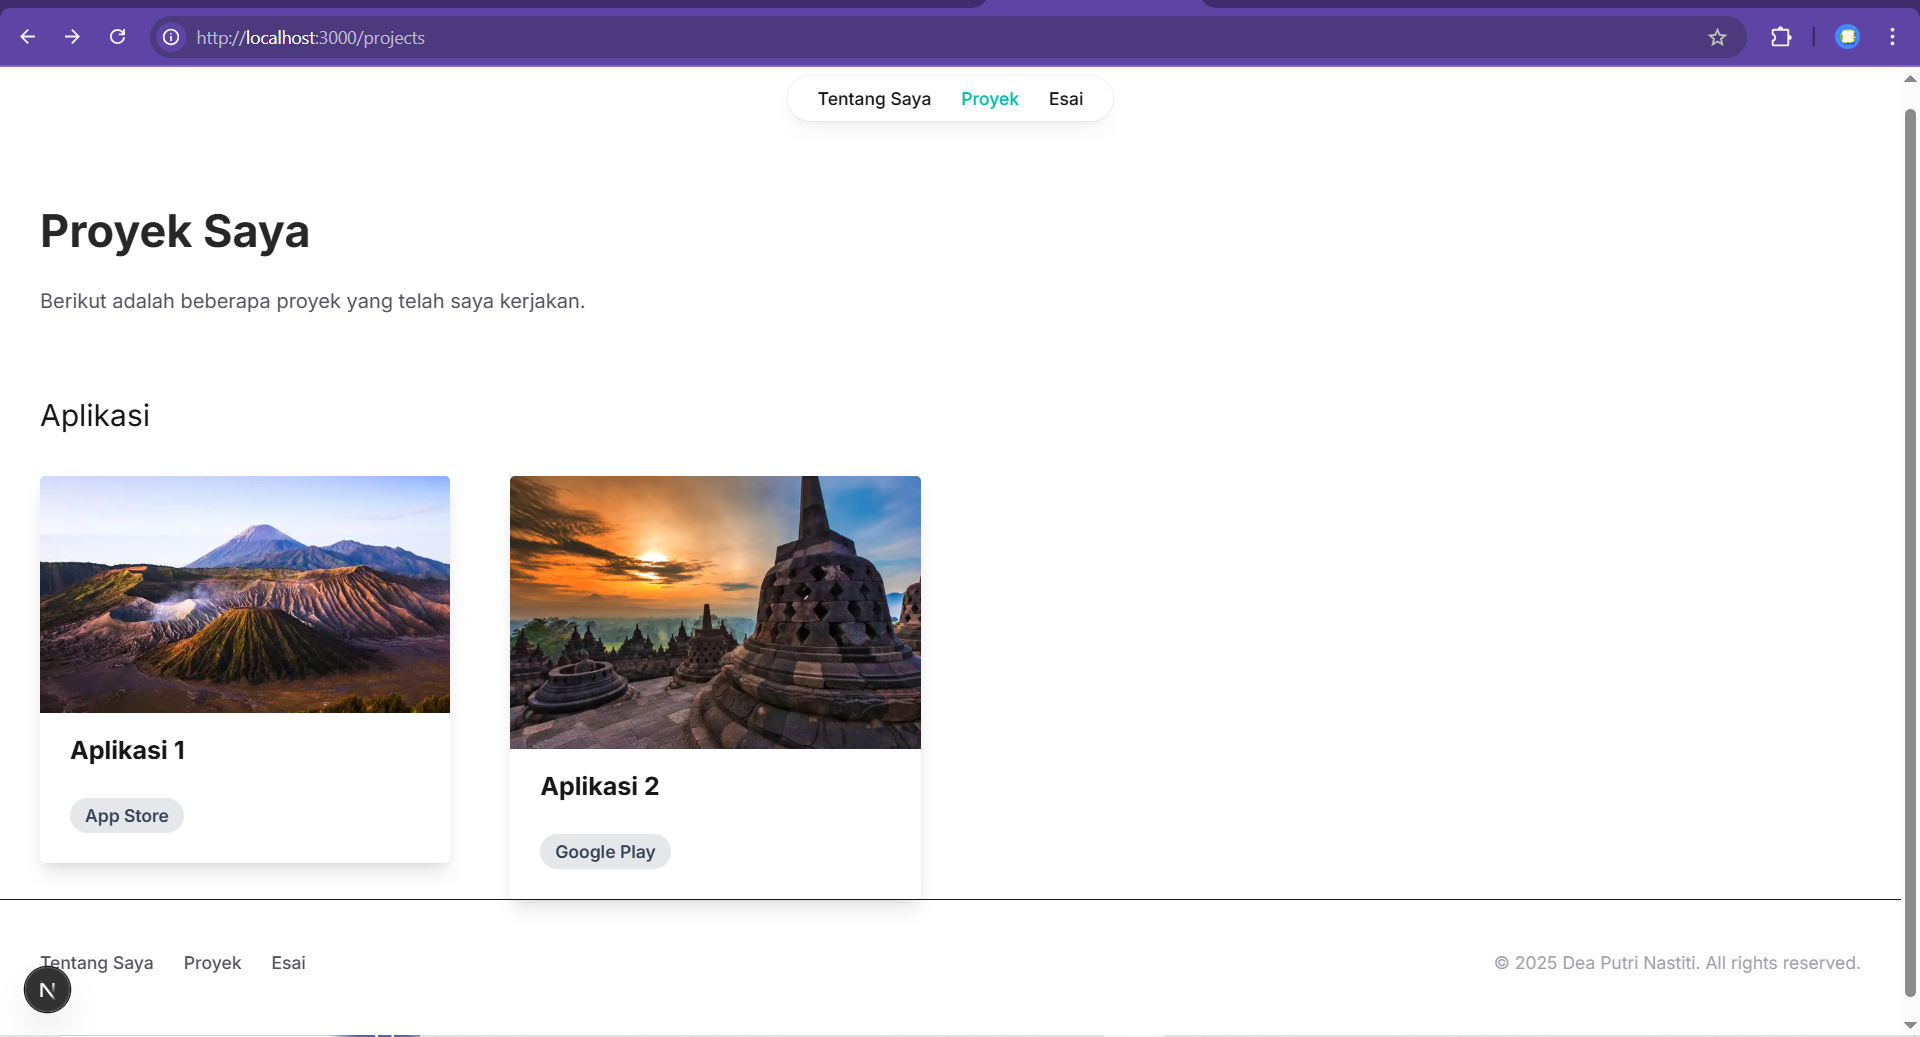 http://localhost:3000/projects
Tentang Saya Proyek Esai
Proyek Saya
Berikut adalah beberapa proyek yang telah saya kerjakan.
Aplikasi
Aplikasi 1
App Store
Aplikasi 2
Google Play
Tentang Saya Proyek Esai
© 2025 Dea Putri Nastiti. All rights reserved.
N